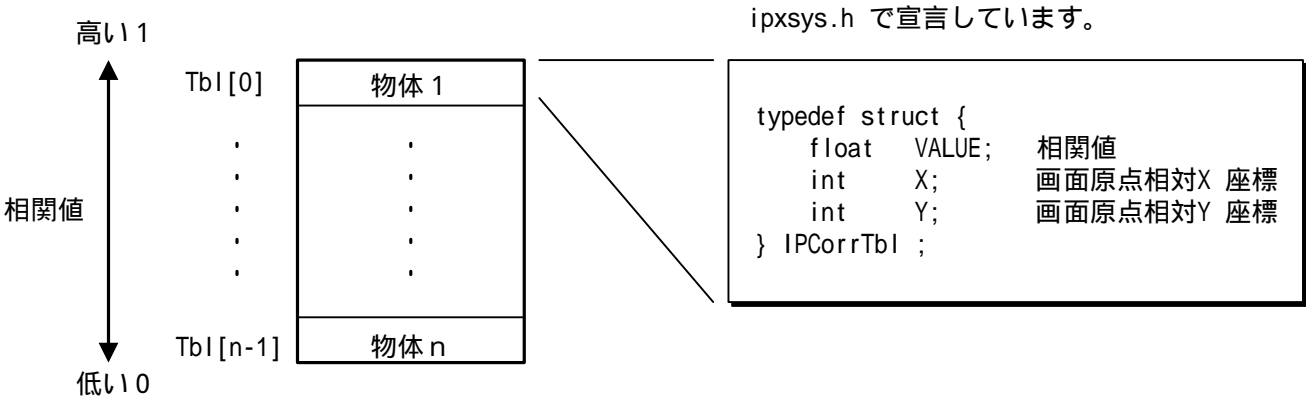 ipxsys.h で宣言しています。
高い１
Tbl[0]
物体１
typedef struct {
float VALUE; 相関値
int X; 画面原点相対X 座標
int Y; 画面原点相対Y 座標
} IPCorrTbl ;
相関値
Tbl[n-1]
物体ｎ
低い０